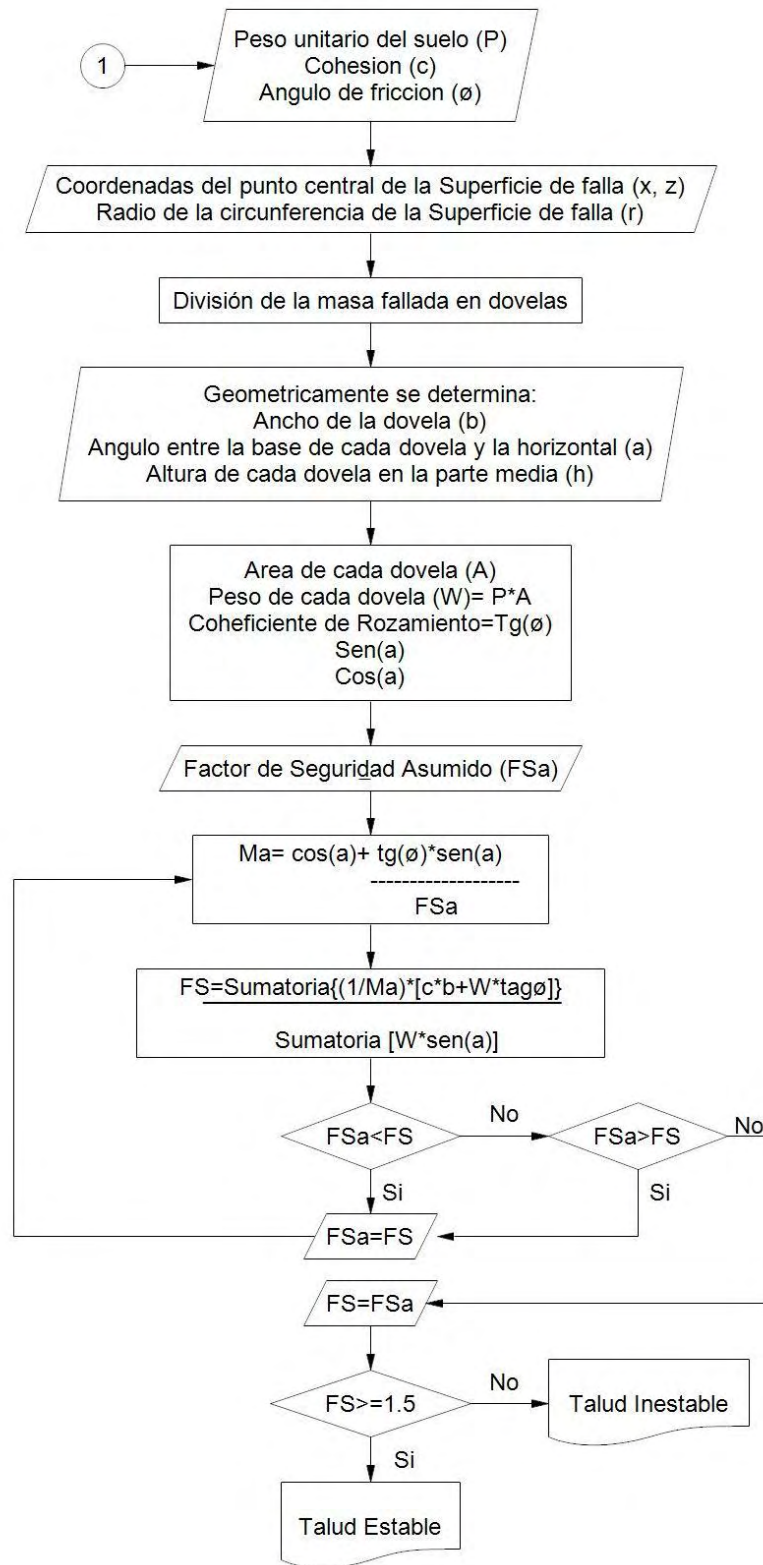 1
Peso unitario del suelo (P)
Cohesion (c)
Angulo de friccion (ø)
Coordenadas del punto central de la Superficie de falla (x, z)
Radio de la circunferencia de la Superficie de falla (r)
División de la masa fallada en dovelas
Geometricamente se determina:
Ancho de la dovela (b)
Angulo entre la base de cada dovela y la horizontal (a)
Altura de cada dovela en la parte media (h)
Area de cada dovela (A)
Peso de cada dovela (W)= P*A
Coheficiente de Rozamiento=Tg(ø)
Sen(a)
Cos(a)
Factor de Seguridad Asumido (FSa)
Ma= cos(a)+ tg(ø)*sen(a)
-------------------
FSa
FS=Sumatoria{(1/Ma)*[c*b+W*tagø]}
Sumatoria [W*sen(a)]
FSa<FS
No
FSa>FS
No
Si
Si
FSa=FS
FS=FSa
FS>=1.5
No
Talud Inestable
Si
Talud Estable